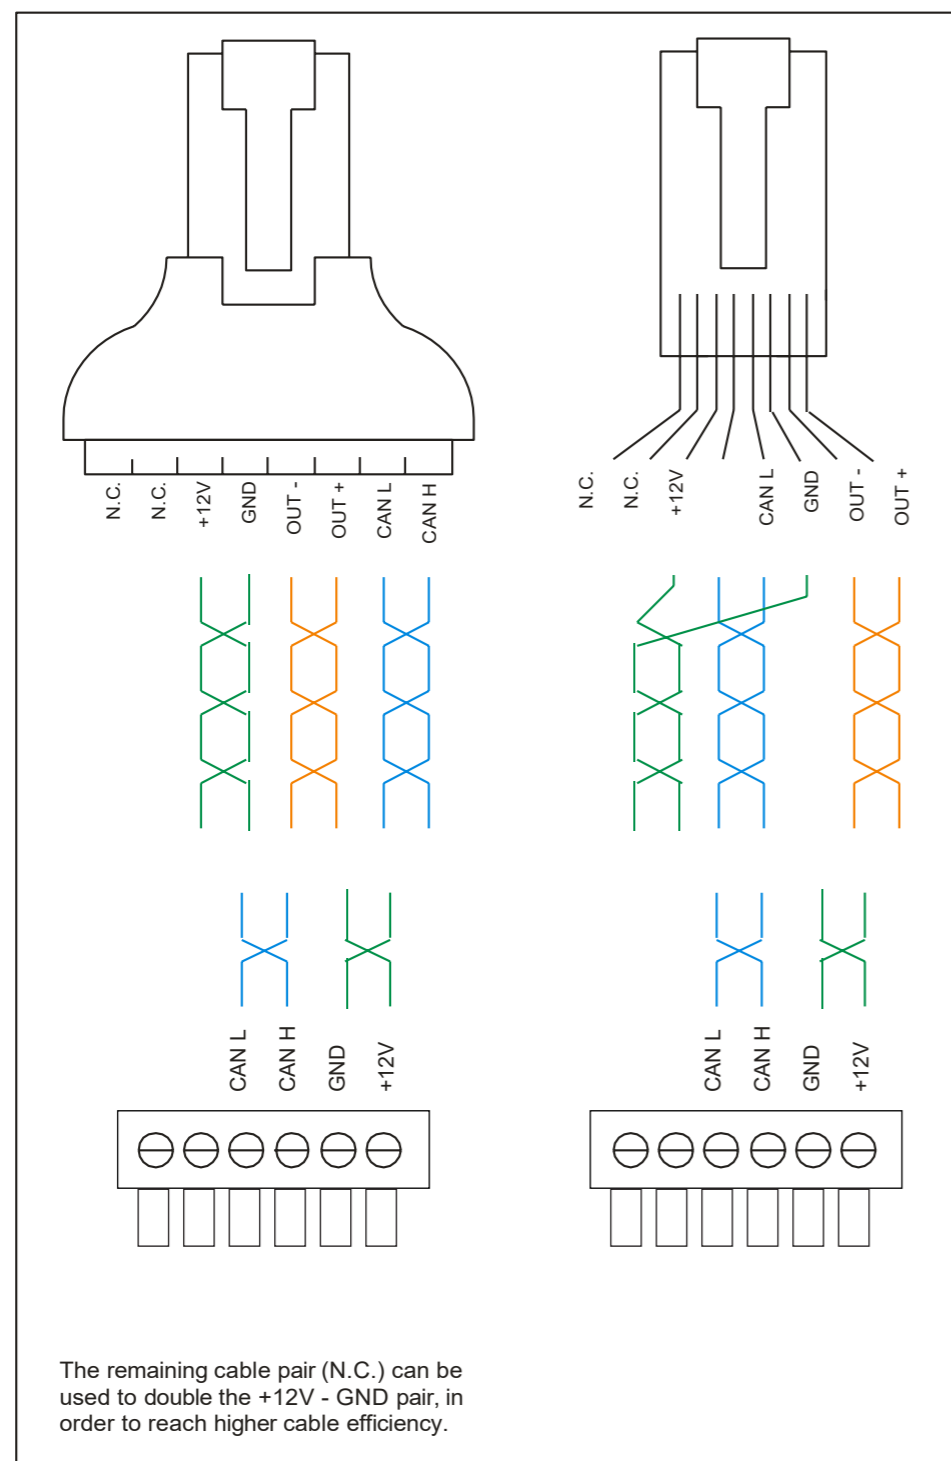 N.C.
N.C.
+12V
GND
OUT -
OUT +
CAN L
CAN H
N.C.
N.C.
+12V
CAN L
GND
OUT -
OUT +
CAN L
CAN H
GND
+12V
CAN L
CAN H
GND
+12V
The remaining cable pair (N.C.) can be
used to double the +12V - GND pair, in
order to reach higher cable efficiency.